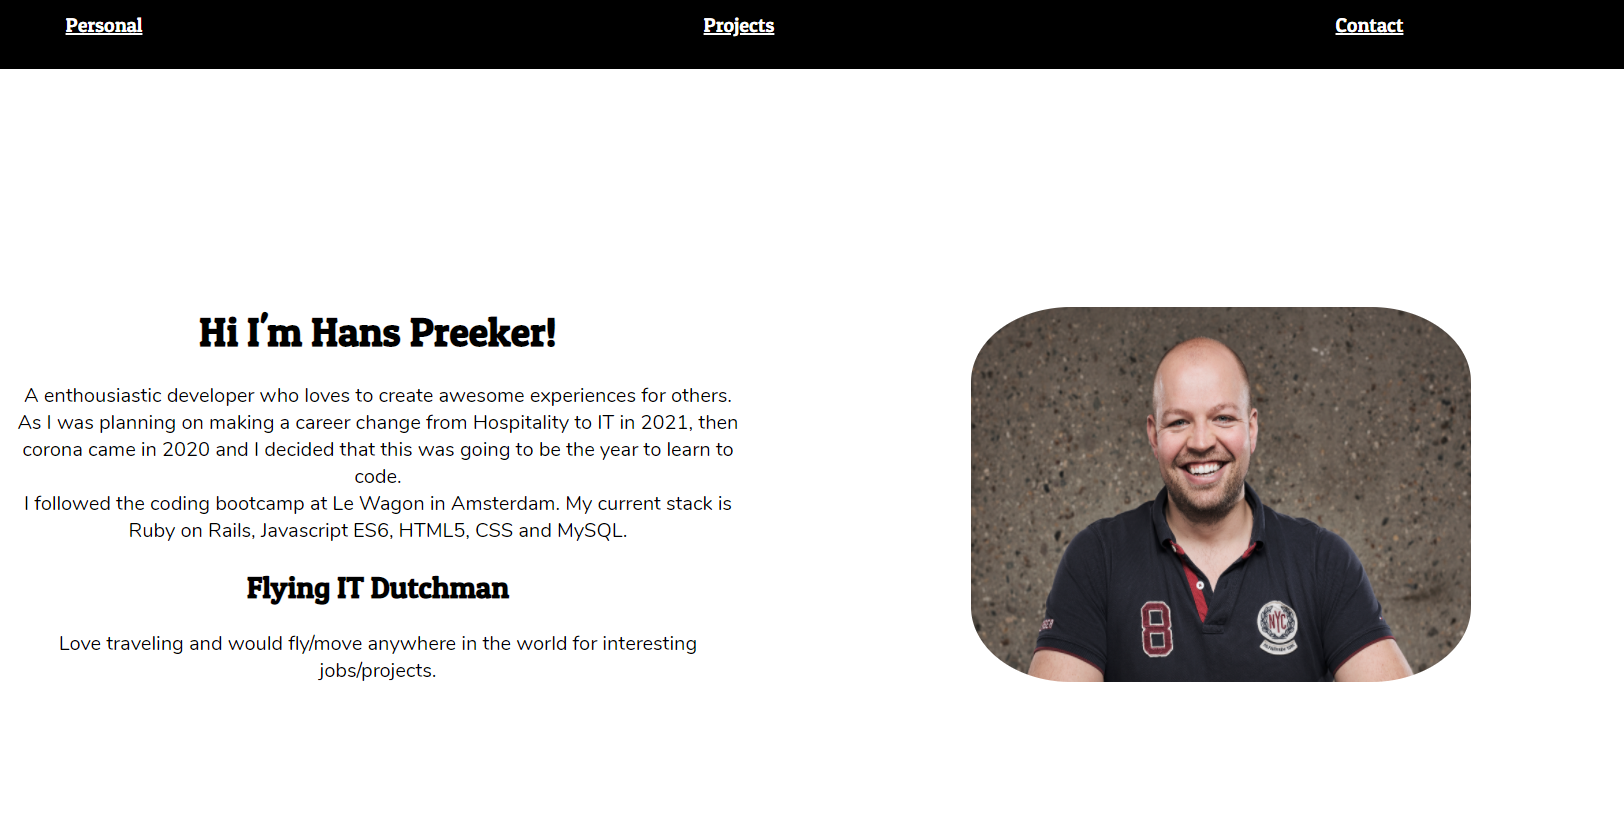 Personal
Projects
Contact
Hi I'm Hans Preeker!
A enthousiastic developer who loves to create awesome experiences for others.
As I was planning on making a career change from Hospitality to IT in 2021, then
corona came in 2020 and I decided that this was going to be the year to learn to
code.
I followed the coding bootcamp at Le Wagon in Amsterdam. My current stack is
Ruby on Rails, Javascript ES6, HTML5, CSS and MySQL.
Flying IT Dutchman
Love traveling and would fly/move anywhere in the world for interesting
jobs/projects.
8
NYC